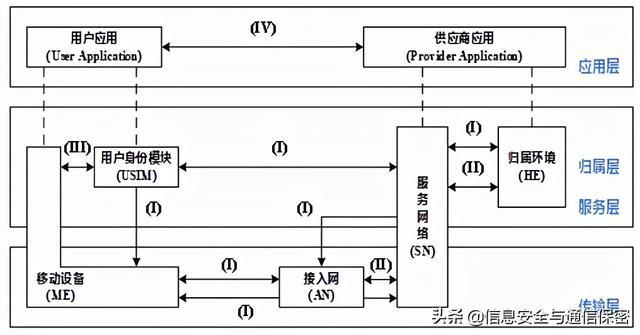 用户应用
(User Application)
(IV)
供应商应用
(Provider Application)
应用层
(III)
用户身份模块
(USIM)
(I)
(I)
(II)
归属环境
(HE)
归属层
服务网络
(SN)
(I)
(I)
服务层
移动设备
(ME)
(I)
(I)
接入网
(AN)
(II)
传输层
头条 @信息安全与通信保密